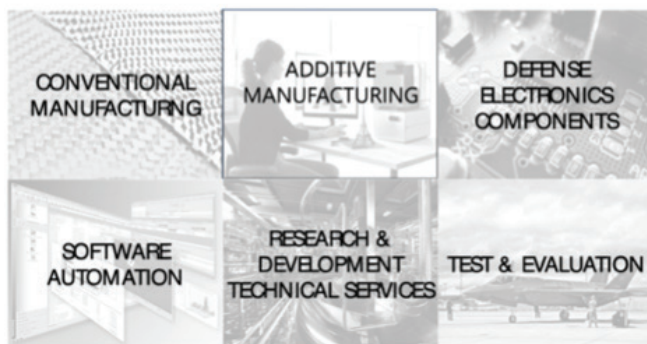 CONVENTIONAL
MANUFACTURNG
ADDITIVE
MANUFACTURING
DEFENSE
ELECTRONICS
COMPONENTS
SOFTWARE
AUTOMATION
RESEARCH &
DEVELOPMENT
TECHNICAL SERVICES
TEST & EVALUATION